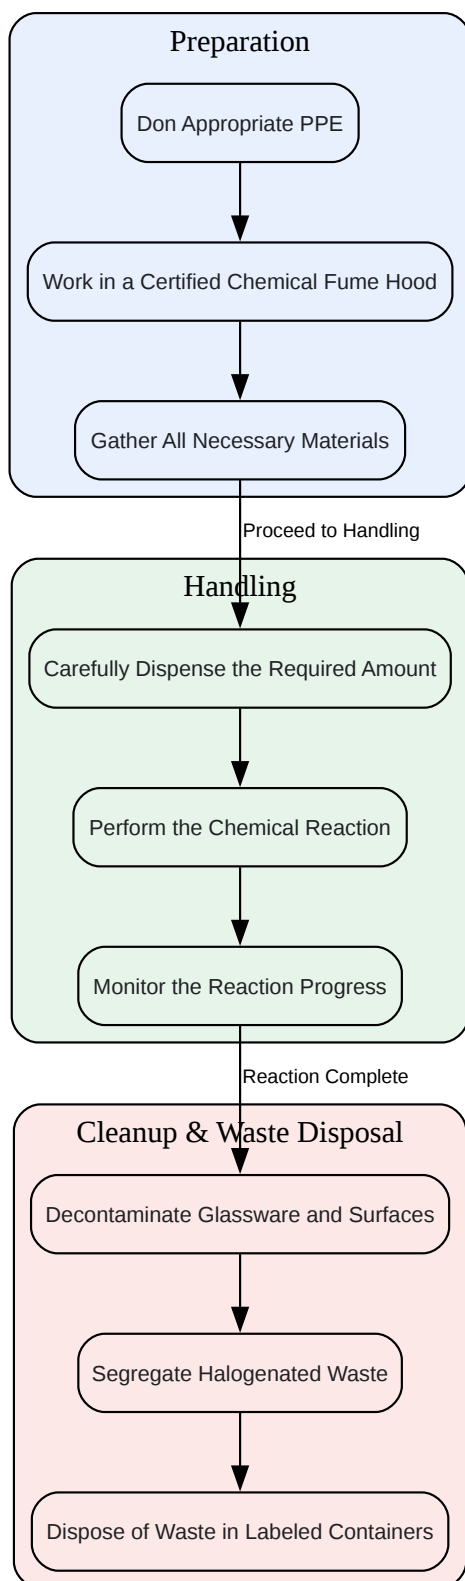 Preparation
Don Appropriate PPE
Work in a Certified Chemical Fume Hood
Gather All Necessary Materials
Proceed to Handling
Handling
Carefully Dispense the Required Amount
Perform the Chemical Reaction
Monitor the Reaction Progress
Reaction Complete
Cleanup & Waste Disposal
Decontaminate Glassware and Surfaces
Segregate Halogenated Waste
Dispose of Waste in Labeled Containers